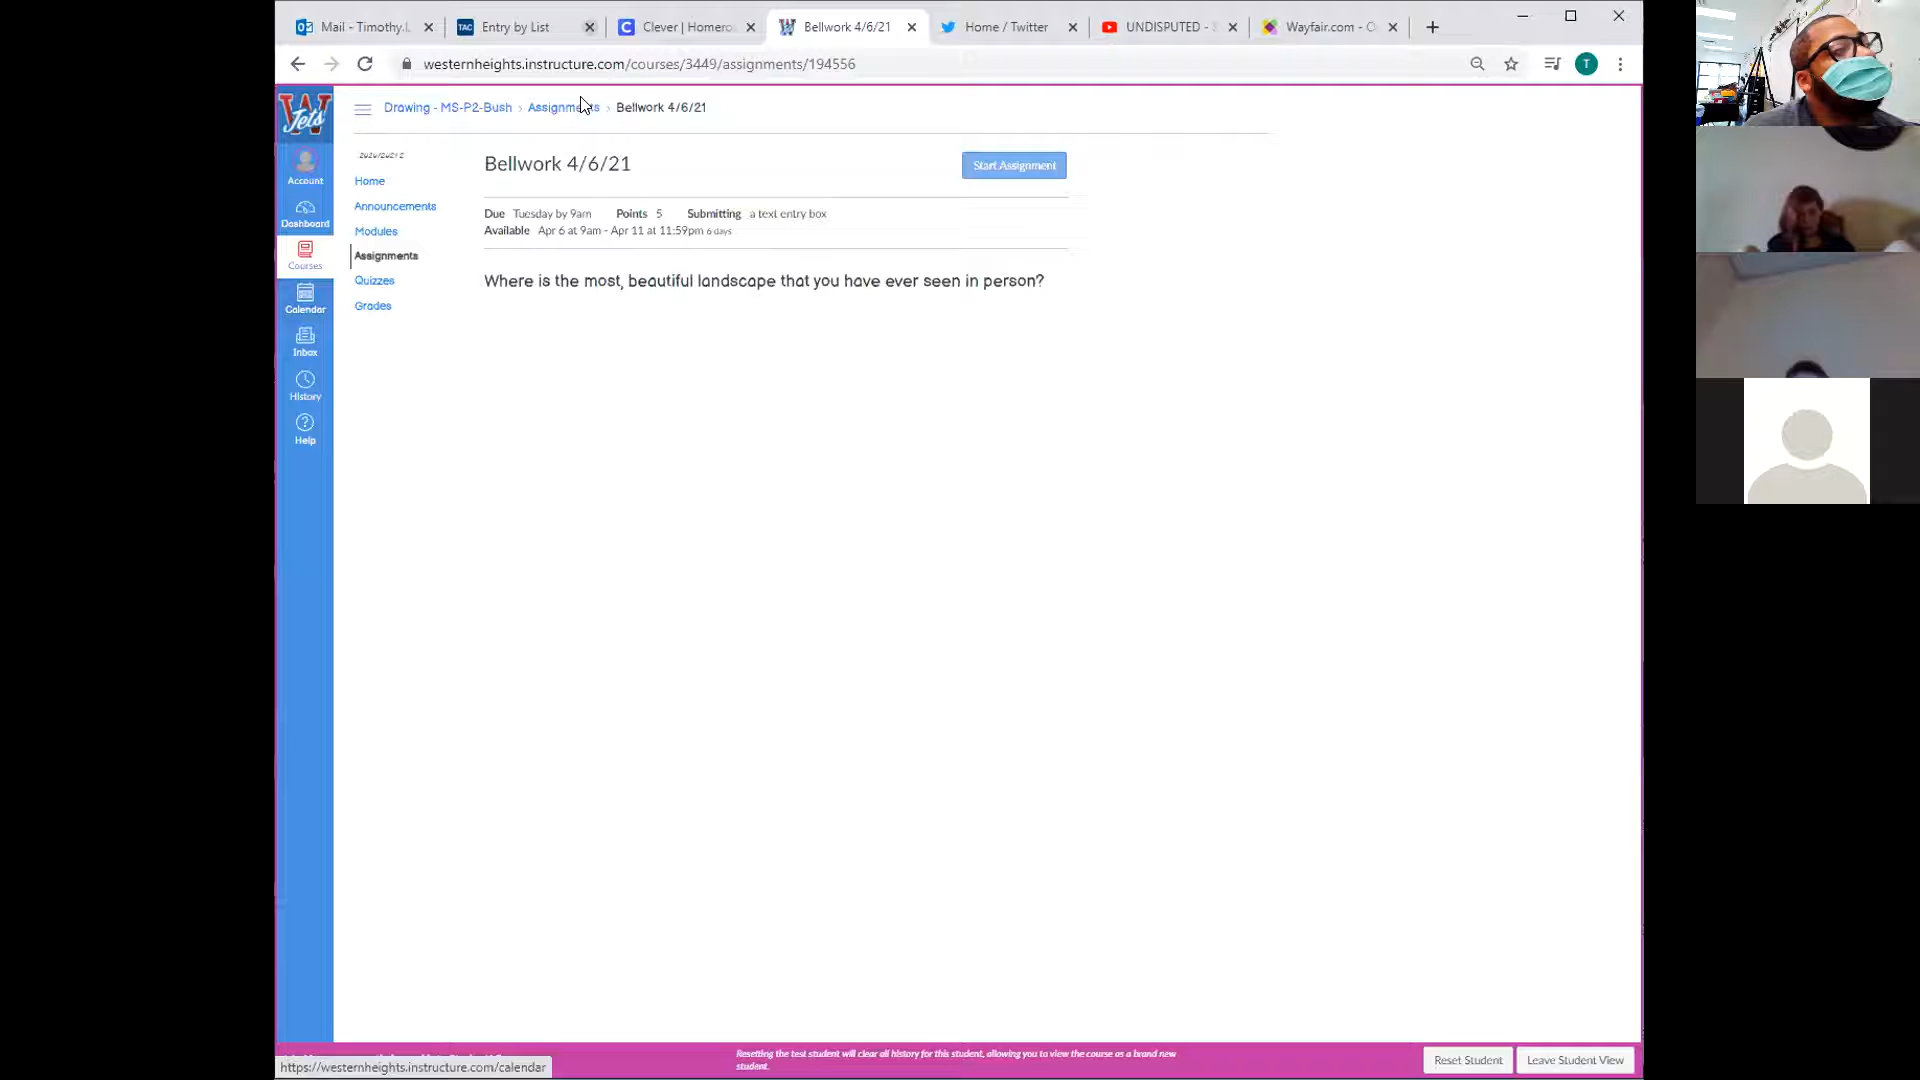 Mail - Timothy.l.
Entry by List
Clever | Homero
Bellwork 4/6/21
Home / Twitter
UNDISPUTED - S
Wayfair.com - O
westernheights.instructure.com/courses/3449/assignments/194556
T
W
Jets
Drawing - MS-P2-Bush › Assignments › Bellwork 4/6/21
Account
Dashboard
Courses
Calendar
Inbox
History
Help
2020/2021 2
Home
Announcements
Modules
Assignments
Quizzes
Grades
Bellwork 4/6/21
Start Assignment
Due Tuesday by 9am Points 5 Submitting a text entry box
Available Apr 6 at 9am - Apr 11 at 11:59pm 6 days
Where is the most, beautiful landscape that you have ever seen in person?
https://westernheights.instructure.com/calendar
Resetting the test student will clear all history for this student, allowing you to view the course as a brand new
student.
Reset Student
Leave Student View